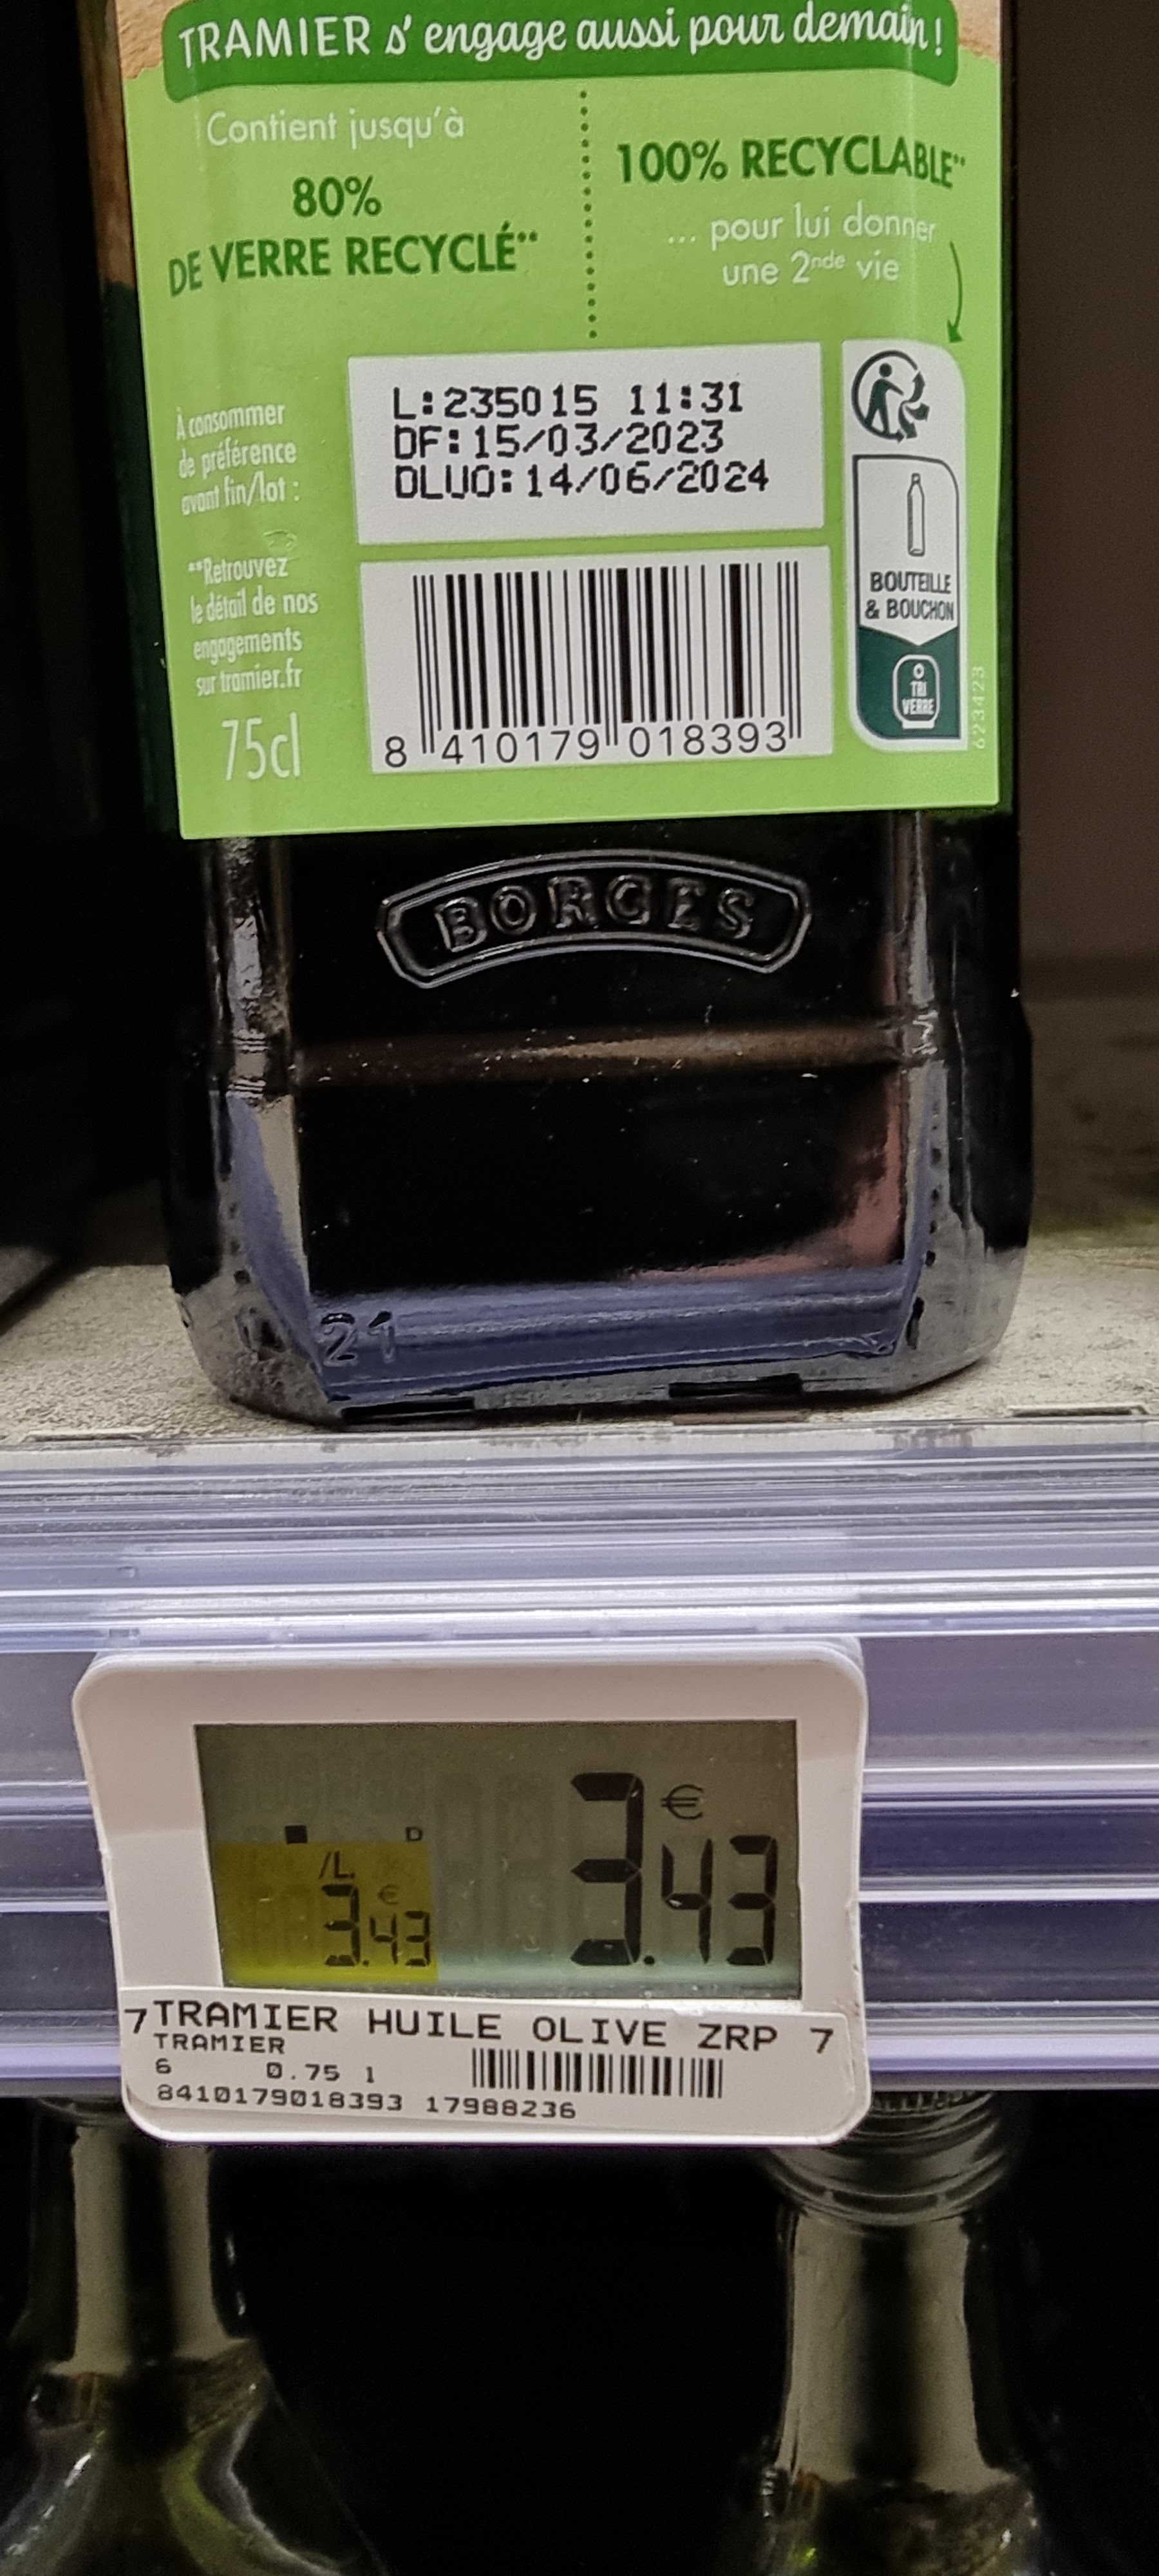 TRAMIER s' engage aussi pour demain !
Contient jusqu'à
80%
DE VERRE RECYCLÉ**
100% RECYCLABLE**
... pour lui donner
une 2nde vie
À consommer
de préférence
avant fin/lot :
L:235015 11:31
DF:15/03/2023
DLUO:14/06/2024
**Retrouvez
le détail de nos
engagements
sur tramier.fr
75cl
8 410179 018393
BOUTEILLE
& BOUCHON
TRI
VERRE
623423
BORGES
21
D
/L
€
3.43
3.43
€
7TRAMIER HUILE OLIVE ZRP 7
TRAMIER
6 0.75 l
8410179018393 17988236